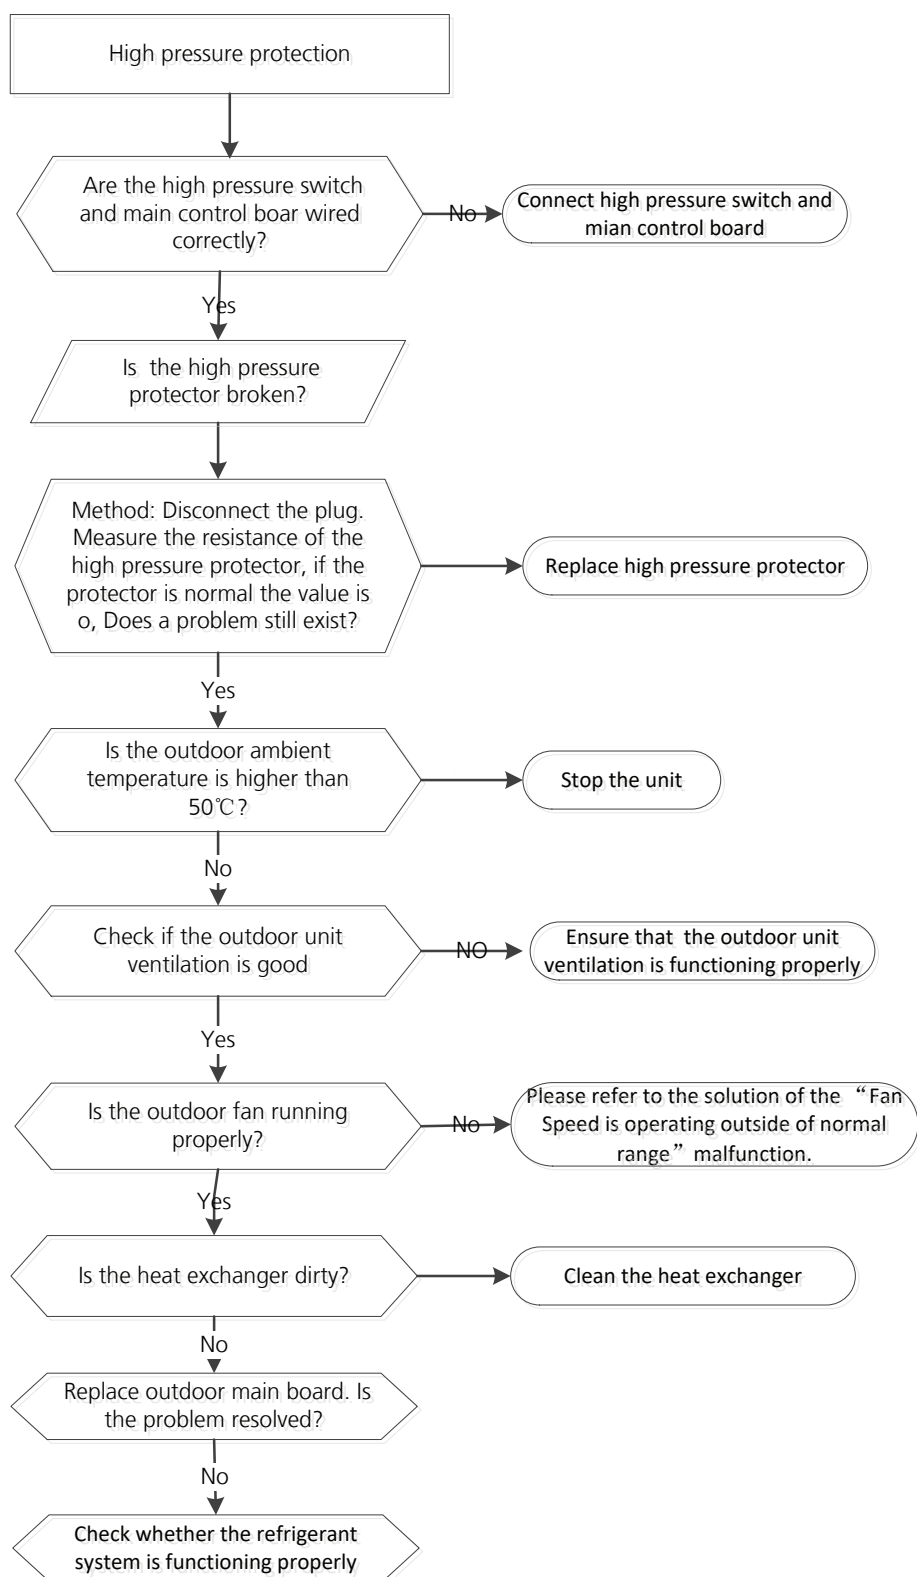 High pressure protection
Are the high pressure switch
and main control boar wired
correctly?
No
Connect high pressure switch and
mian control board
Yes
Is the high pressure
protector broken?
Method: Disconnect the plug.
Measure the resistance of the
high pressure protector, if the
protector is normal the value is
o, Does a problem still exist?
Replace high pressure protector
Yes
Is the outdoor ambient
temperature is higher than
50℃?
Stop the unit
No
Check if the outdoor unit
ventilation is good
NO
Ensure that the outdoor unit
ventilation is functioning properly
Yes
Is the outdoor fan running
properly?
No
Please refer to the solution of the “Fan
Speed is operating outside of normal
range” malfunction.
Yes
Is the heat exchanger dirty?
Clean the heat exchanger
No
Replace outdoor main board. Is
the problem resolved?
No
Check whether the refrigerant
system is functioning properly